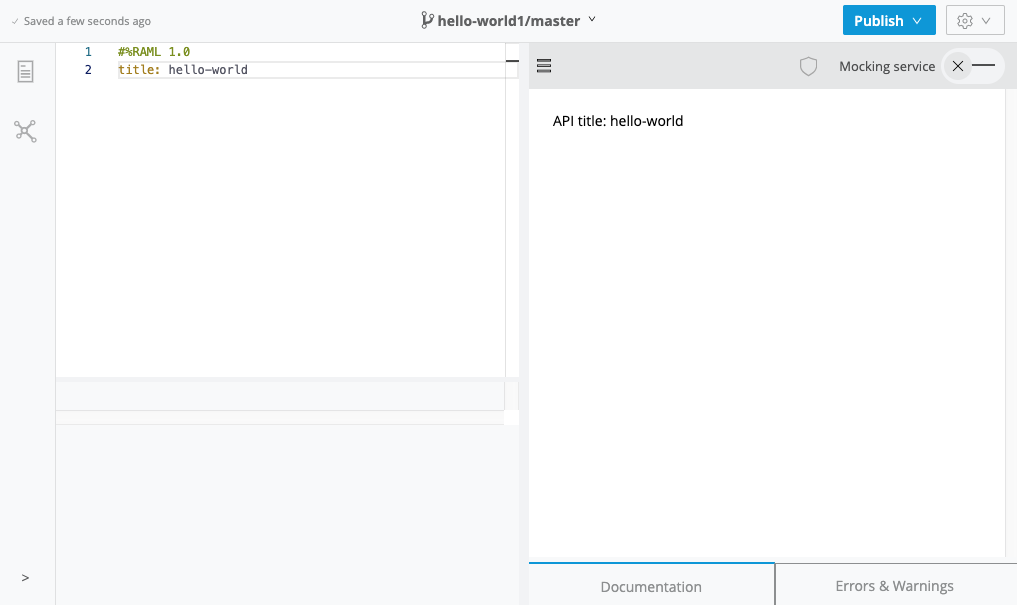 ✓ Saved a few seconds ago
hello-world1/master
Publish
1 #%RAML 1.0
2 title: hello-world
Mocking service
API title: hello-world
>
Documentation
Errors & Warnings